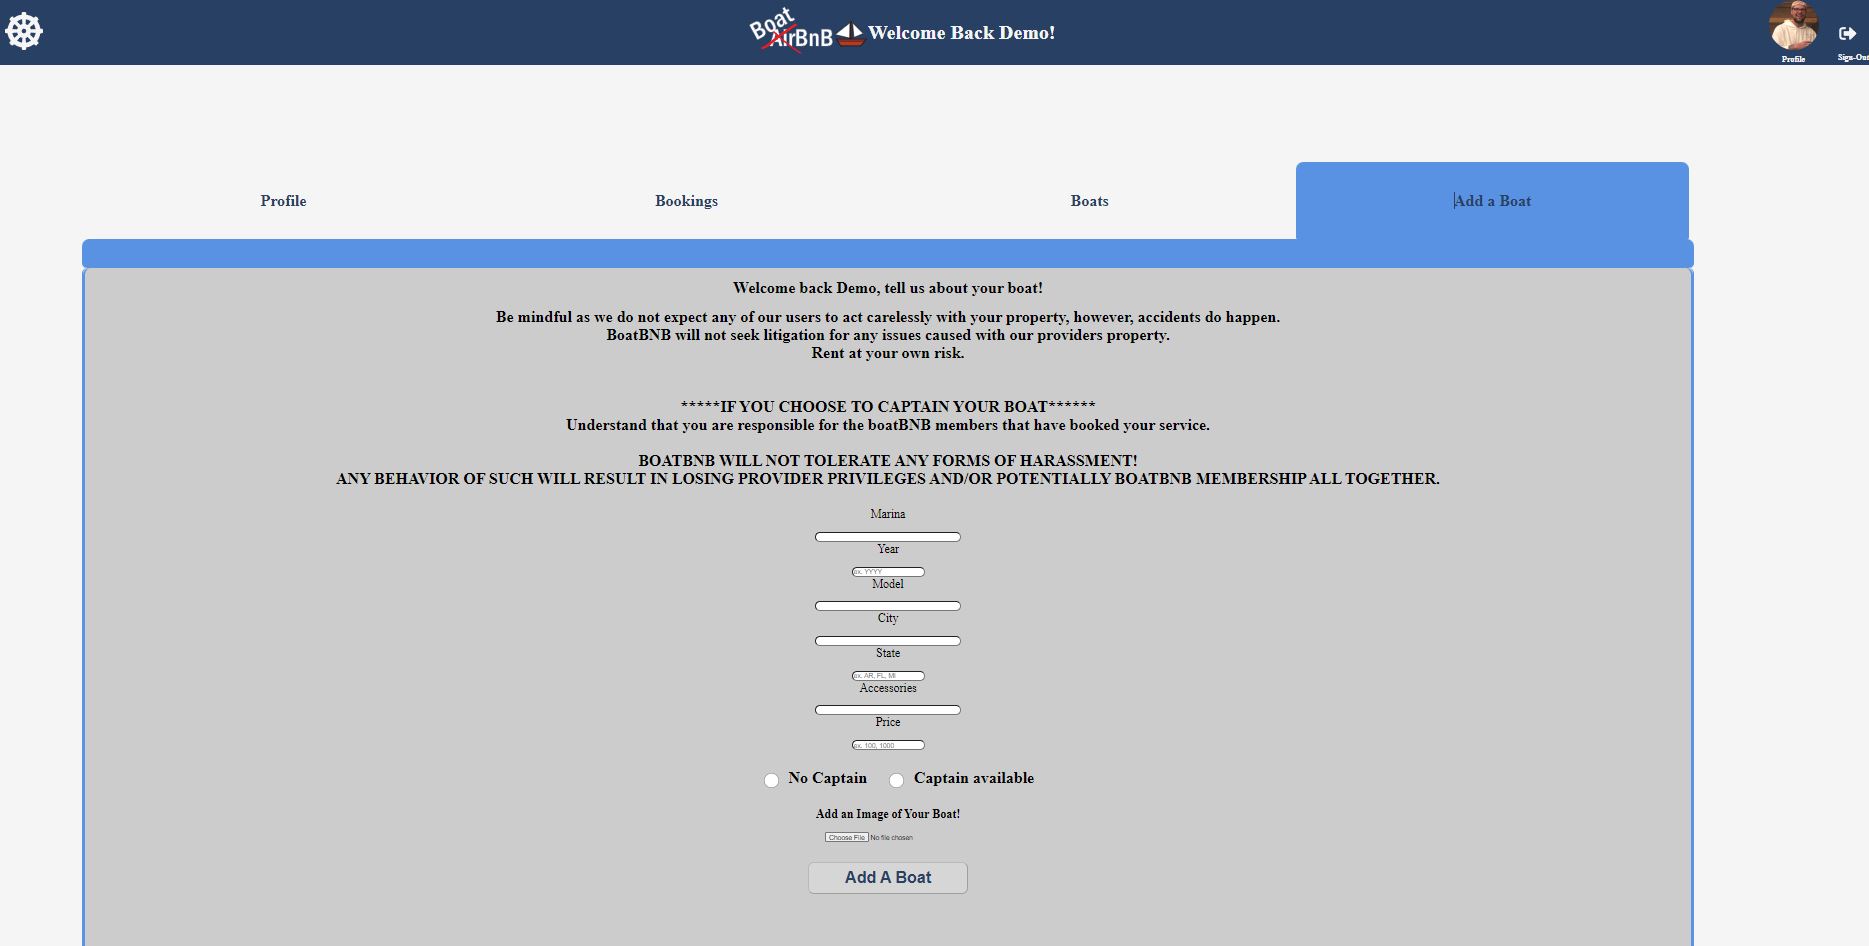 Boat
AirBnB
Welcome Back Demo!
Profile
Sign-Out
Profile
Bookings
Boats
Add a Boat
Welcome back Demo, tell us about your boat!
Be mindful as we do not expect any of our users to act carelessly with your property, however, accidents do happen.
BoatBNB will not seek litigation for any issues caused with our providers property.
Rent at your own risk.
*****IF YOU CHOOSE TO CAPTAIN YOUR BOAT******
Understand that you are responsible for the boatBNB members that have booked your service.
BOATBNB WILL NOT TOLERATE ANY FORMS OF HARASSMENT!
ANY BEHAVIOR OF SUCH WILL RESULT IN LOSING PROVIDER PRIVILEGES AND/OR POTENTIALLY BOATBNB MEMBERSHIP ALL TOGETHER.
Marina
Year
ex. YYYY
Model
City
State
ex. AR, FL, MI
Accessories
Price
ex. 100, 1000
No Captain
Captain available
Add an Image of Your Boat!
Choose File No file chosen
Add A Boat